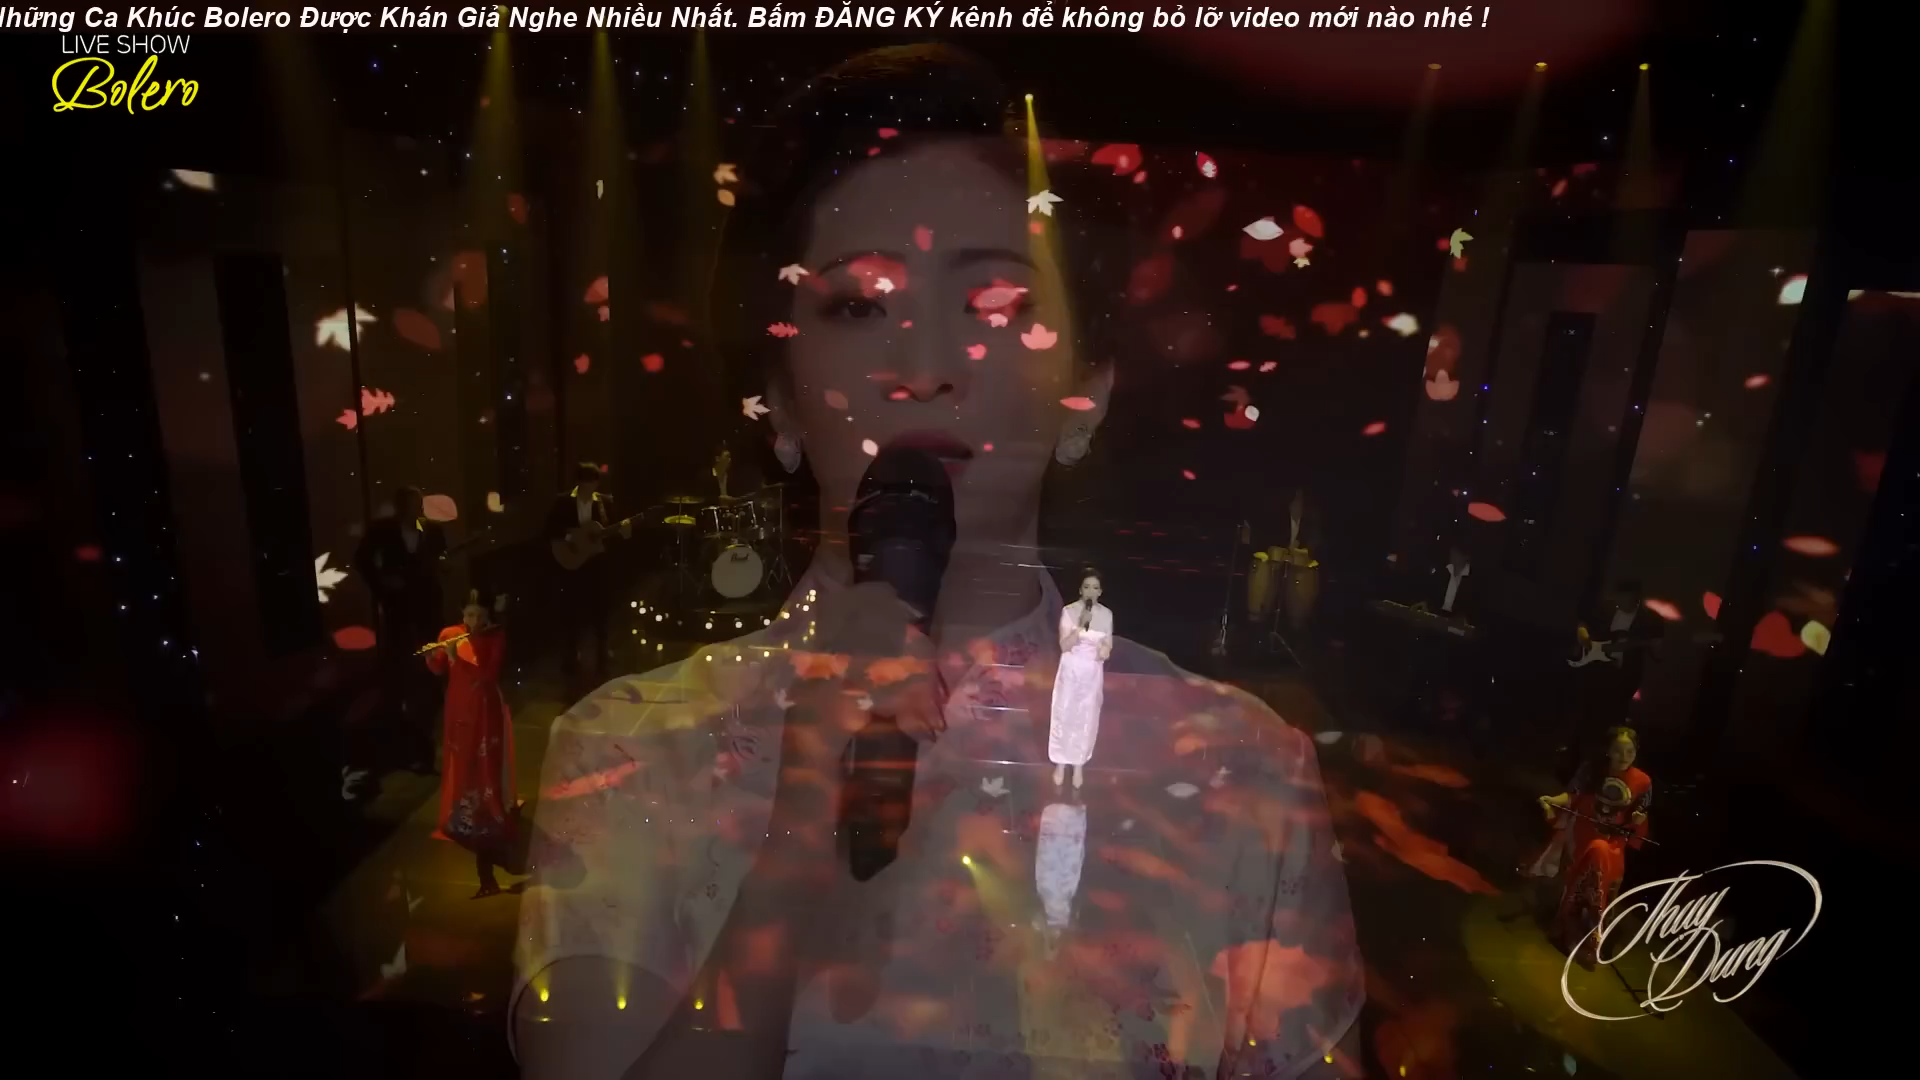 Những Ca Khúc Bolero Được Khán Giả Nghe Nhiều Nhất. Bấm ĐĂNG KÝ kênh để không bỏ lỡ video mới nào nhé !
LIVE SHOW
Bolero
Thuy
Dung